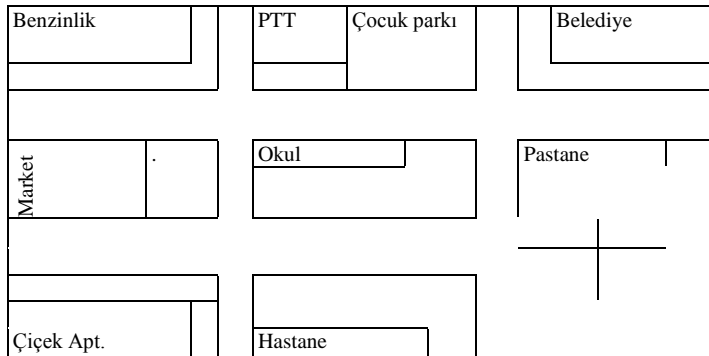 Benzinlik
PTT
Çocuk parkı
Belediye
Market
.
Okul
Pastane
Çiçek Apt.
Hastane